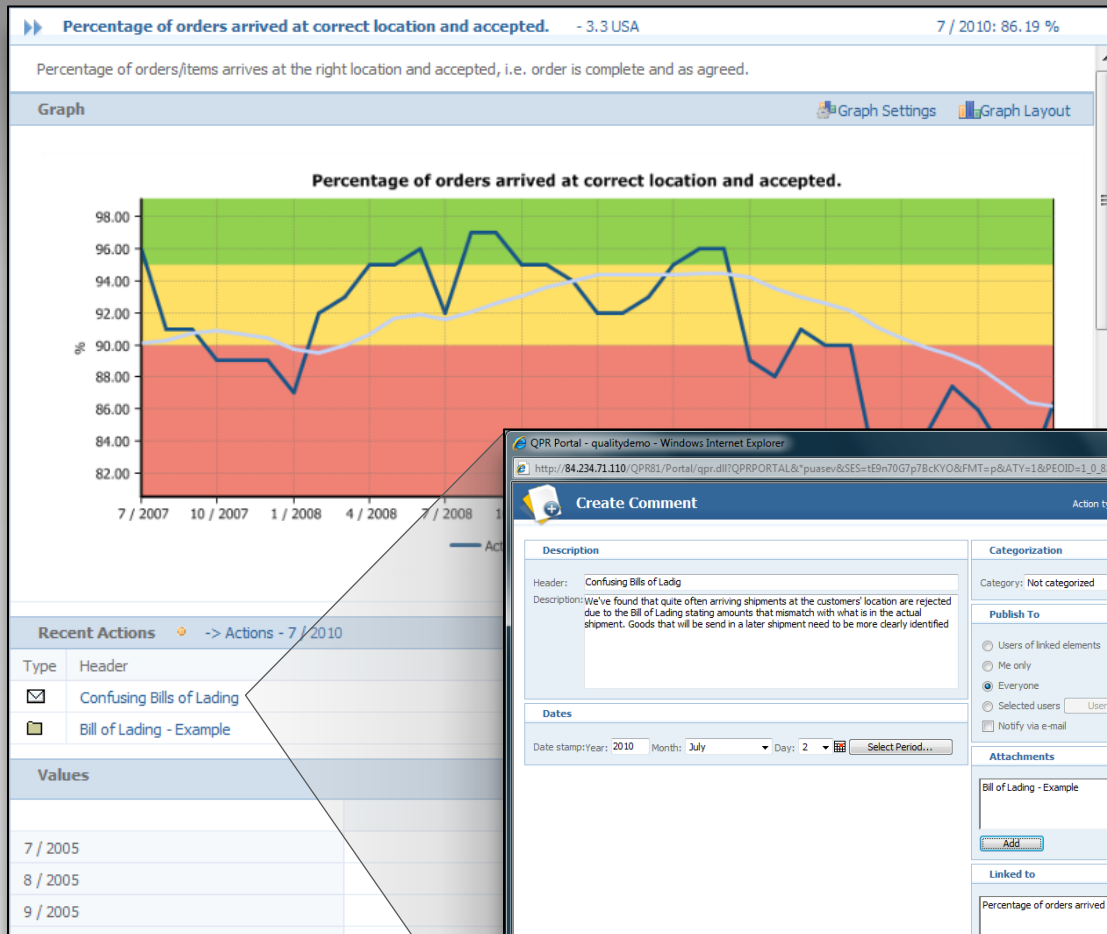 Percentage of orders arrived at correct location and accepted. - 3.3 USA 7 / 2010: 86.19 %
Percentage of orders/items arrives at the right location and accepted, i.e. order is complete and as agreed.
Graph Graph Settings Graph Layout
Percentage of orders arrived at correct location and accepted.
98.00
96.00
94.00
92.00
90.00
88.00
86.00
84.00
82.00
%
7 / 2007 10 / 2007 1 / 2008 4 / 2008 7 / 2008
Recent Actions -> Actions - 7 / 2010
Type Header
Confusing Bills of Lading
Bill of Lading - Example
Values
7 / 2005
8 / 2005
9 / 2005
QPR Portal - qualitydemo - Windows Internet Explorer
http://84.234.71.110/QPR81/Portal/qpr.dll?QPRPORTAL&*puasev&SES=tE9n70G7p7BcKYO&FMT=p&ATY=1&PEOID=1_0_8
Create Comment Action
Description
Header: Confusing Bills of Ladig
Description: We've found that quite often arriving shipments at the customers' location are rejected
due to the Bill of Lading stating amounts that mismatch with what is in the actual
shipment. Goods that will be send in a later shipment need to be more clearly identified
Dates
Date stamp: Year: 2010 Month: July Day: 2 Select Period...
Categorization
Category: Not categorized
Publish To
Users of linked elements
Me only
Everyone
Selected users User
Notify via e-mail
Attachments
Bill of Lading - Example
Add
Linked to
Percentage of orders arrived